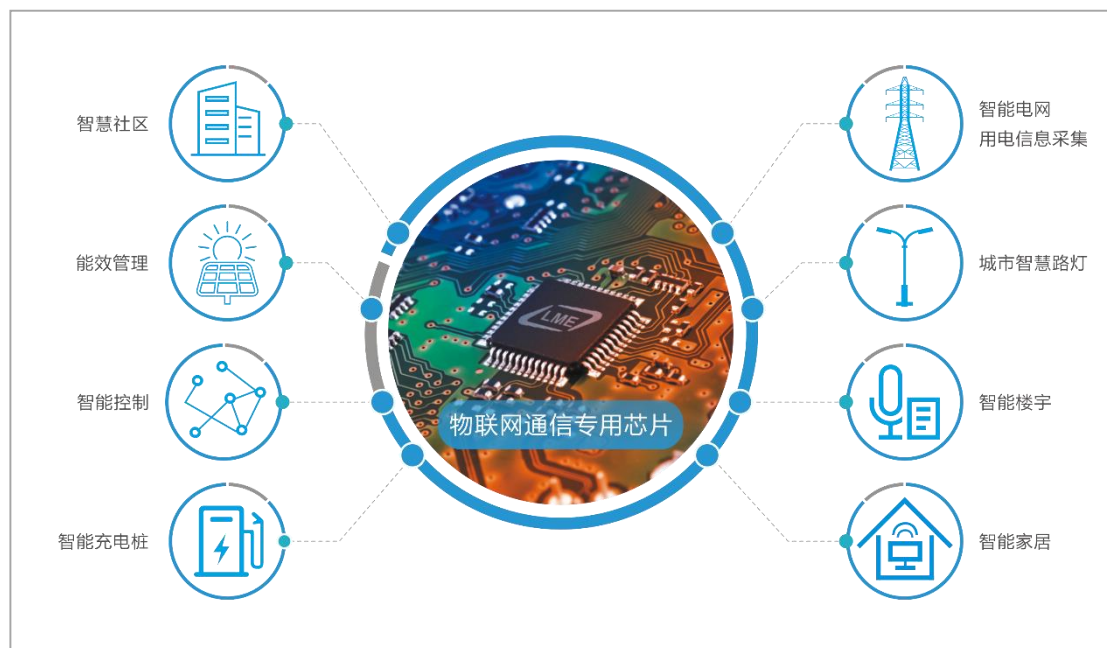 智慧社区
能效管理
智能控制
智能充电桩
LME
物联网通信专用芯片
智能电网
用电信息采集
城市智慧路灯
智能楼宇
智能家居